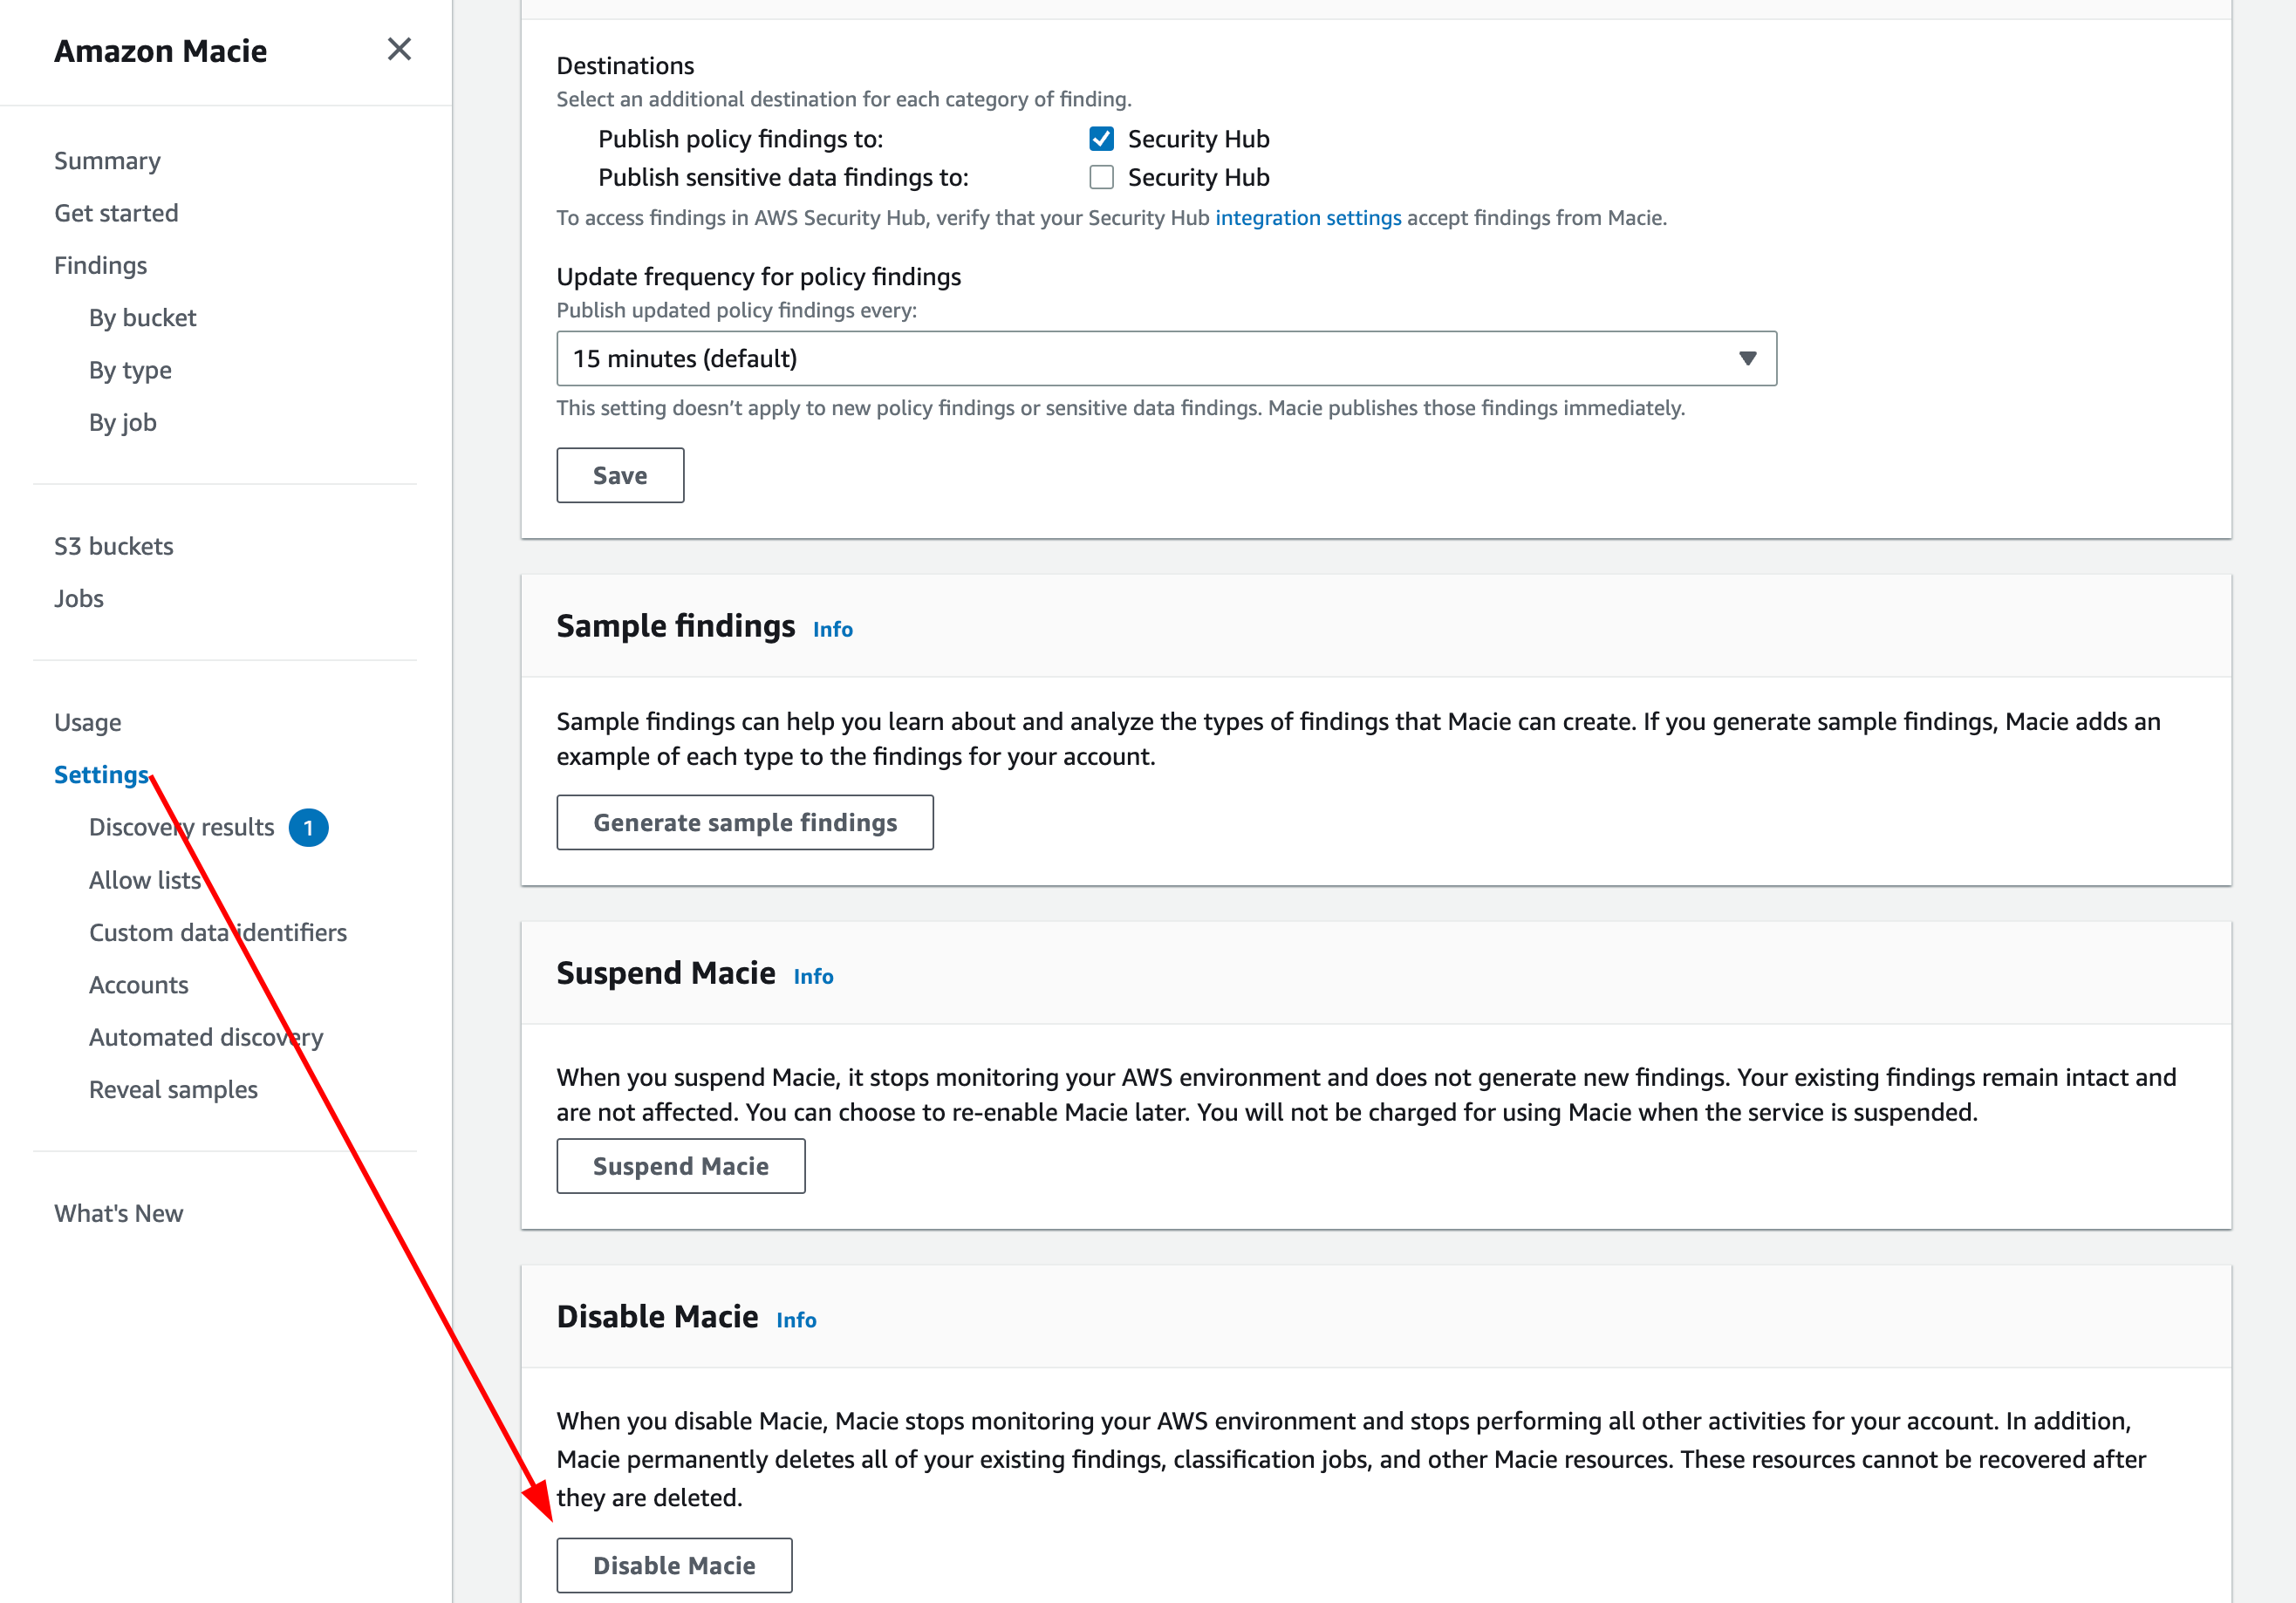 Amazon Macie
Summary
Get started
Findings
By bucket
By type
By job
S3 buckets
Jobs
Usage
Settings
Discovery results 1
Allow lists
Custom data identifiers
Accounts
Automated discovery
Reveal samples
What's New
Destinations
Select an additional destination for each category of finding.
Publish policy findings to: Security Hub
Publish sensitive data findings to: Security Hub
To access findings in AWS Security Hub, verify that your Security Hub integration settings accept findings from Macie.
Update frequency for policy findings
Publish updated policy findings every:
15 minutes (default)
This setting doesn’t apply to new policy findings or sensitive data findings. Macie publishes those findings immediately.
Save
Sample findings Info
Sample findings can help you learn about and analyze the types of findings that Macie can create. If you generate sample findings, Macie adds an
example of each type to the findings for your account.
Generate sample findings
Suspend Macie Info
When you suspend Macie, it stops monitoring your AWS environment and does not generate new findings. Your existing findings remain intact and
are not affected. You can choose to re-enable Macie later. You will not be charged for using Macie when the service is suspended.
Suspend Macie
Disable Macie Info
When you disable Macie, Macie stops monitoring your AWS environment and stops performing all other activities for your account. In addition,
Macie permanently deletes all of your existing findings, classification jobs, and other Macie resources. These resources cannot be recovered after
they are deleted.
Disable Macie